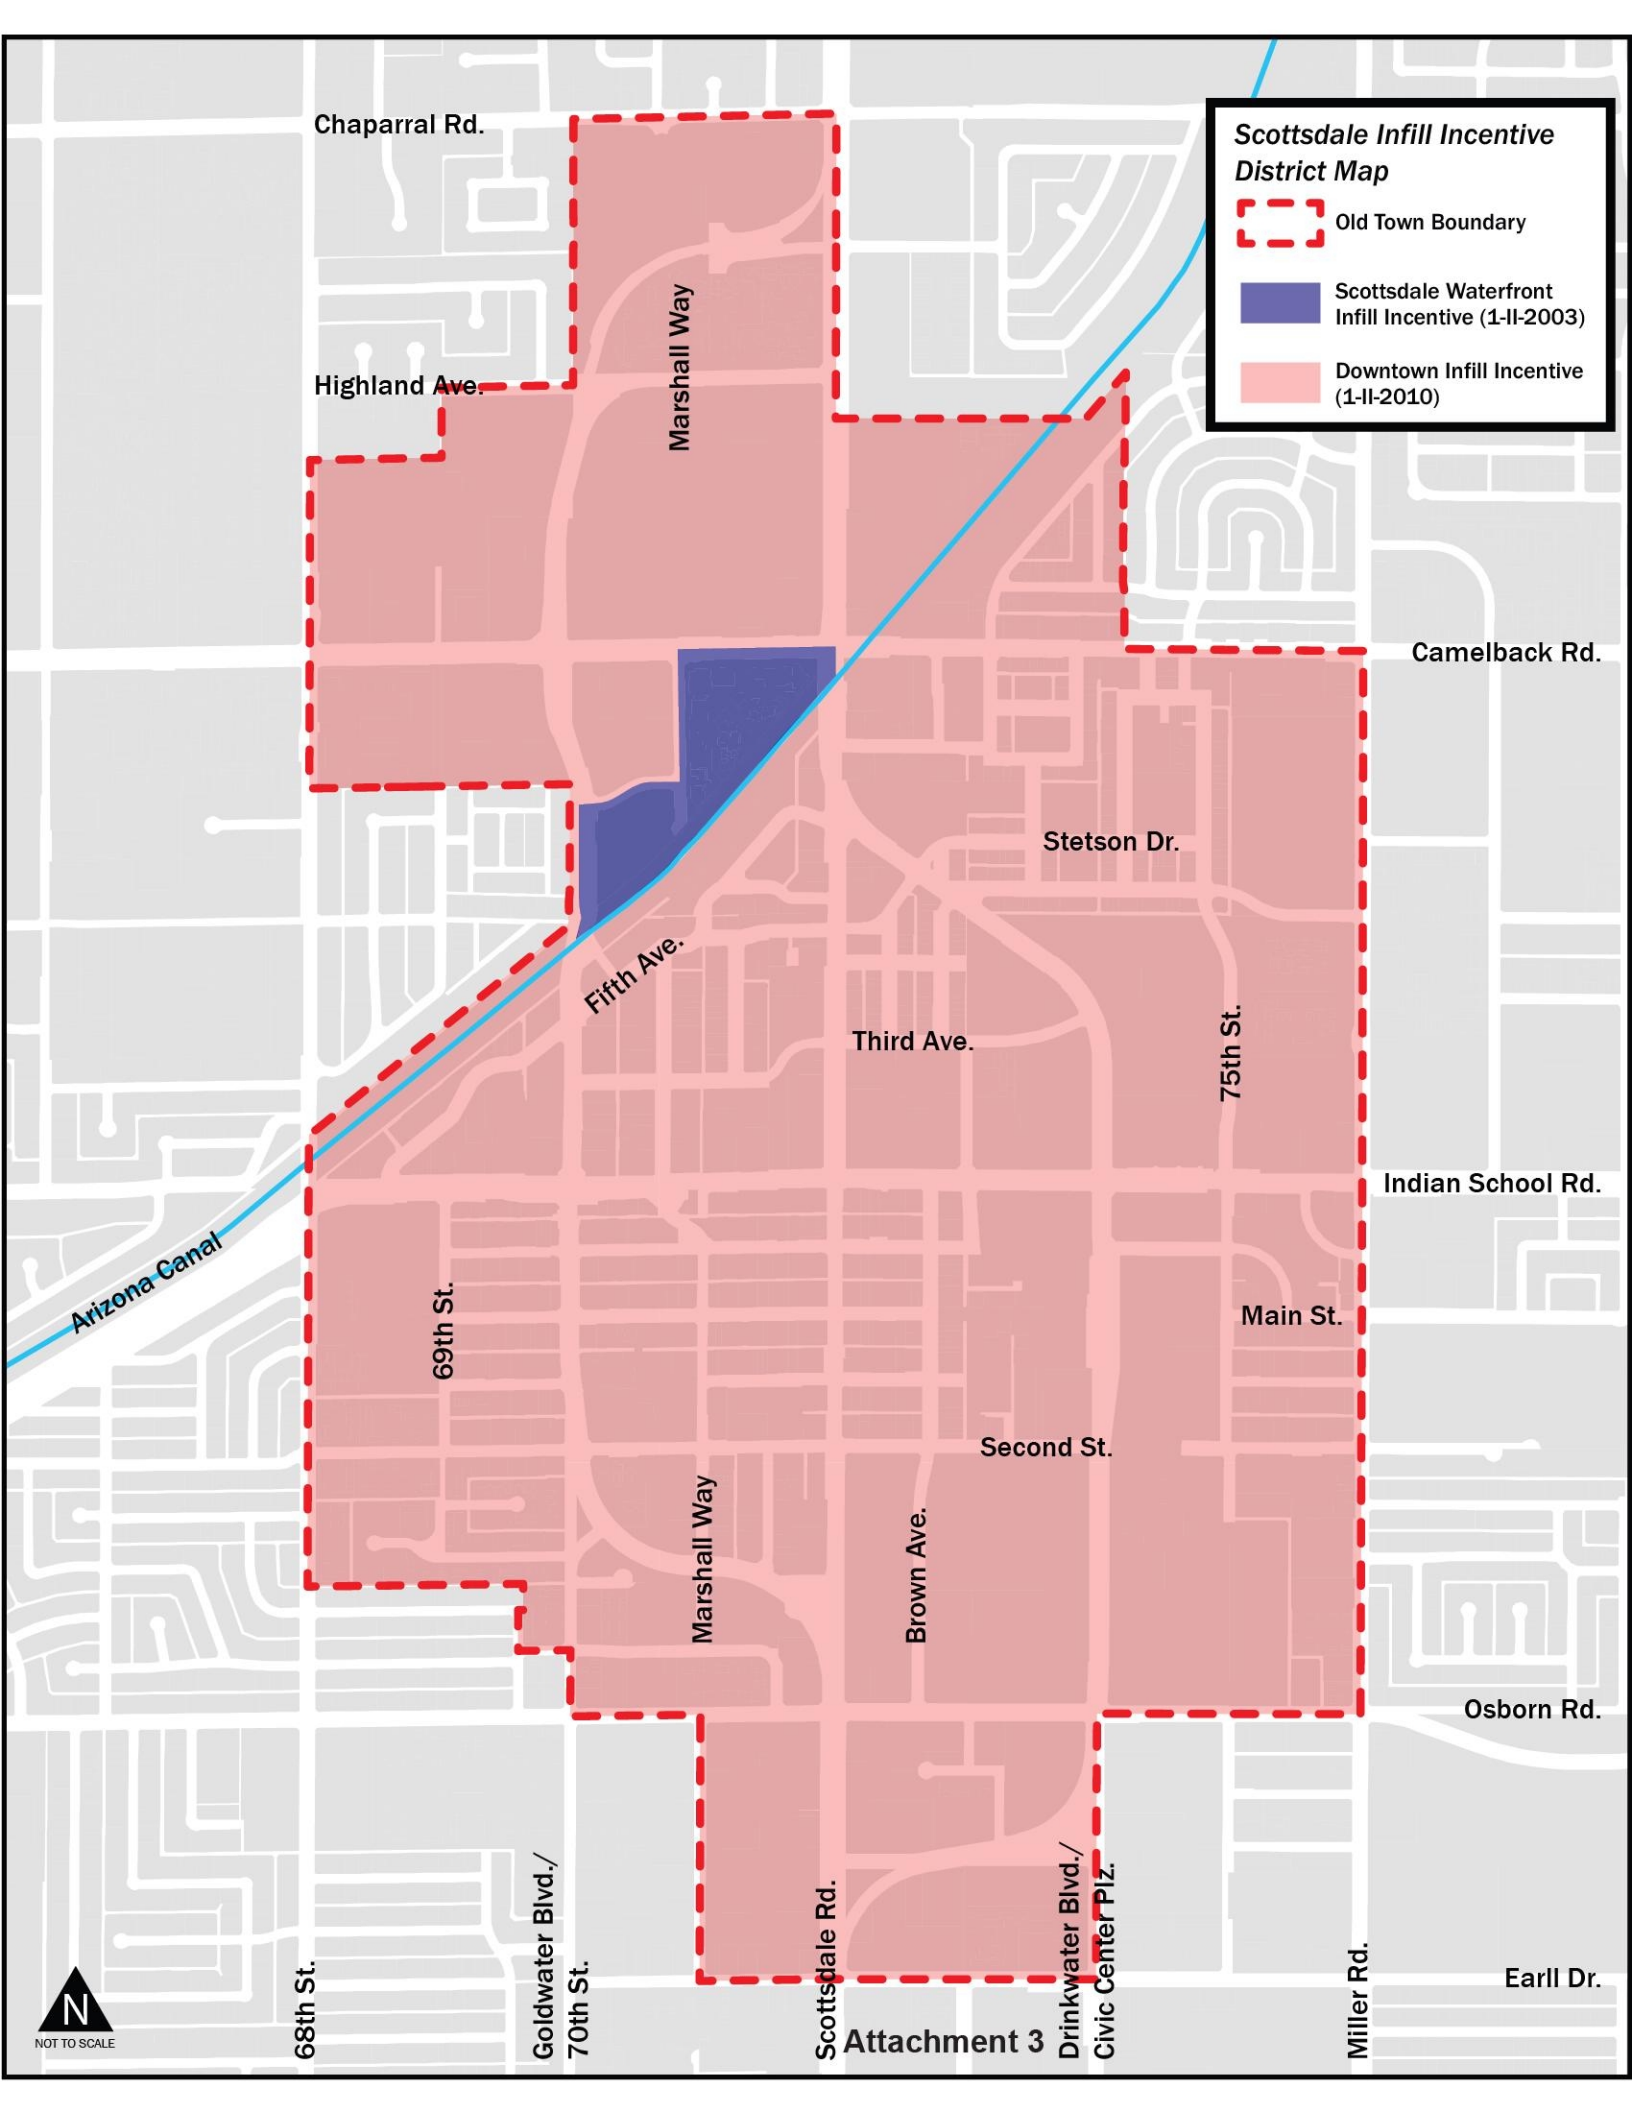 Chaparral Rd.
Scottsdale Infill Incentive
District Map
Old Town Boundary
Scottsdale Waterfront
Infill Incentive (1-II-2003)
Downtown Infill Incentive
(1-II-2010)
Marshall Way
Highland Ave.
Camelback Rd.
Stetson Dr.
Fifth Ave.
Third Ave.
75th St.
Indian School Rd.
Arizona Canal
69th St.
Main St.
Second St.
Marshall Way
Brown Ave.
Osborn Rd.
Earll Dr.
N
NOT TO SCALE
68th St.
Goldwater Blvd./
70th St.
Scottsdale Rd.
Attachment 3
Drinkwater Blvd./
Civic Center Plz.
Miller Rd.